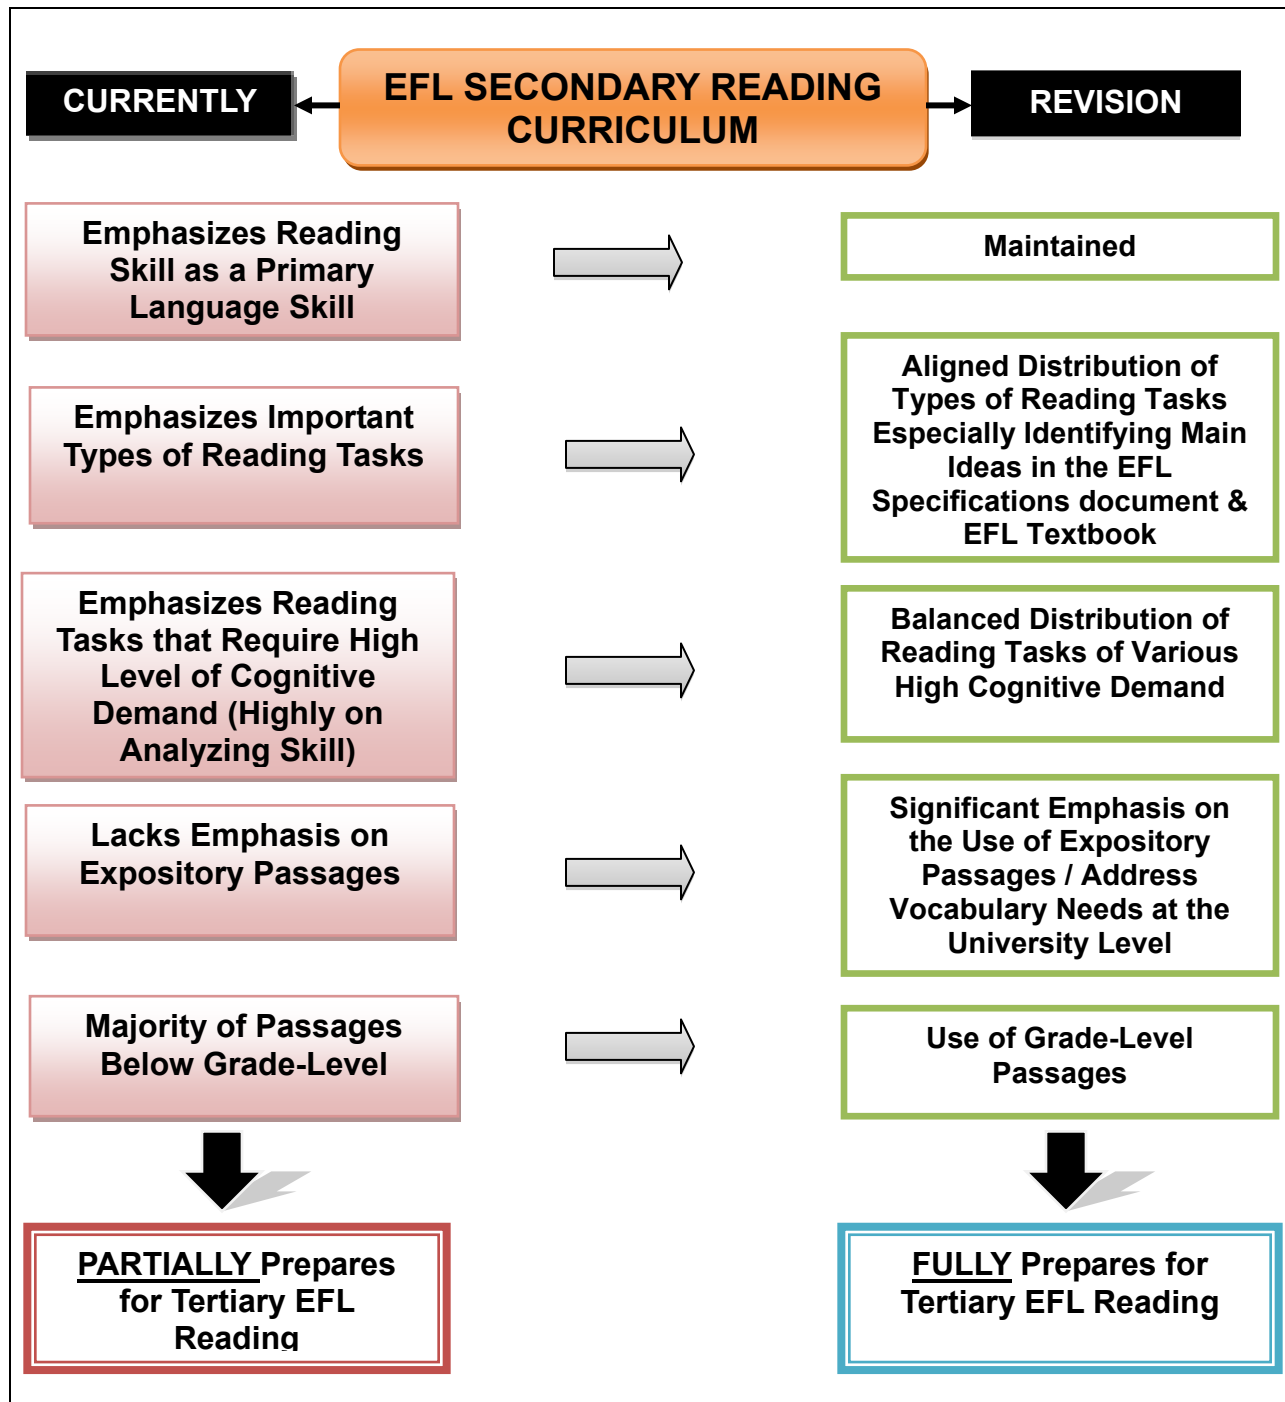 CURRENTLY
EFL SECONDARY READING
CURRICULUM
REVISION
Emphasizes Reading
Skill as a Primary
Language Skill
Maintained
Emphasizes Important
Types of Reading Tasks
Aligned Distribution of
Types of Reading Tasks
Especially Identifying Main
Ideas in the EFL
Specifications document &
EFL Textbook
Emphasizes Reading
Tasks that Require High
Level of Cognitive
Demand (Highly on
Analyzing Skill)
Balanced Distribution of
Reading Tasks of Various
High Cognitive Demand
Lacks Emphasis on
Expository Passages
Significant Emphasis on
the Use of Expository
Passages / Address
Vocabulary Needs at the
University Level
Majority of Passages
Below Grade-Level
Use of Grade-Level
Passages
PARTIALLY Prepares
for Tertiary EFL
Reading
FULLY Prepares for
Tertiary EFL Reading